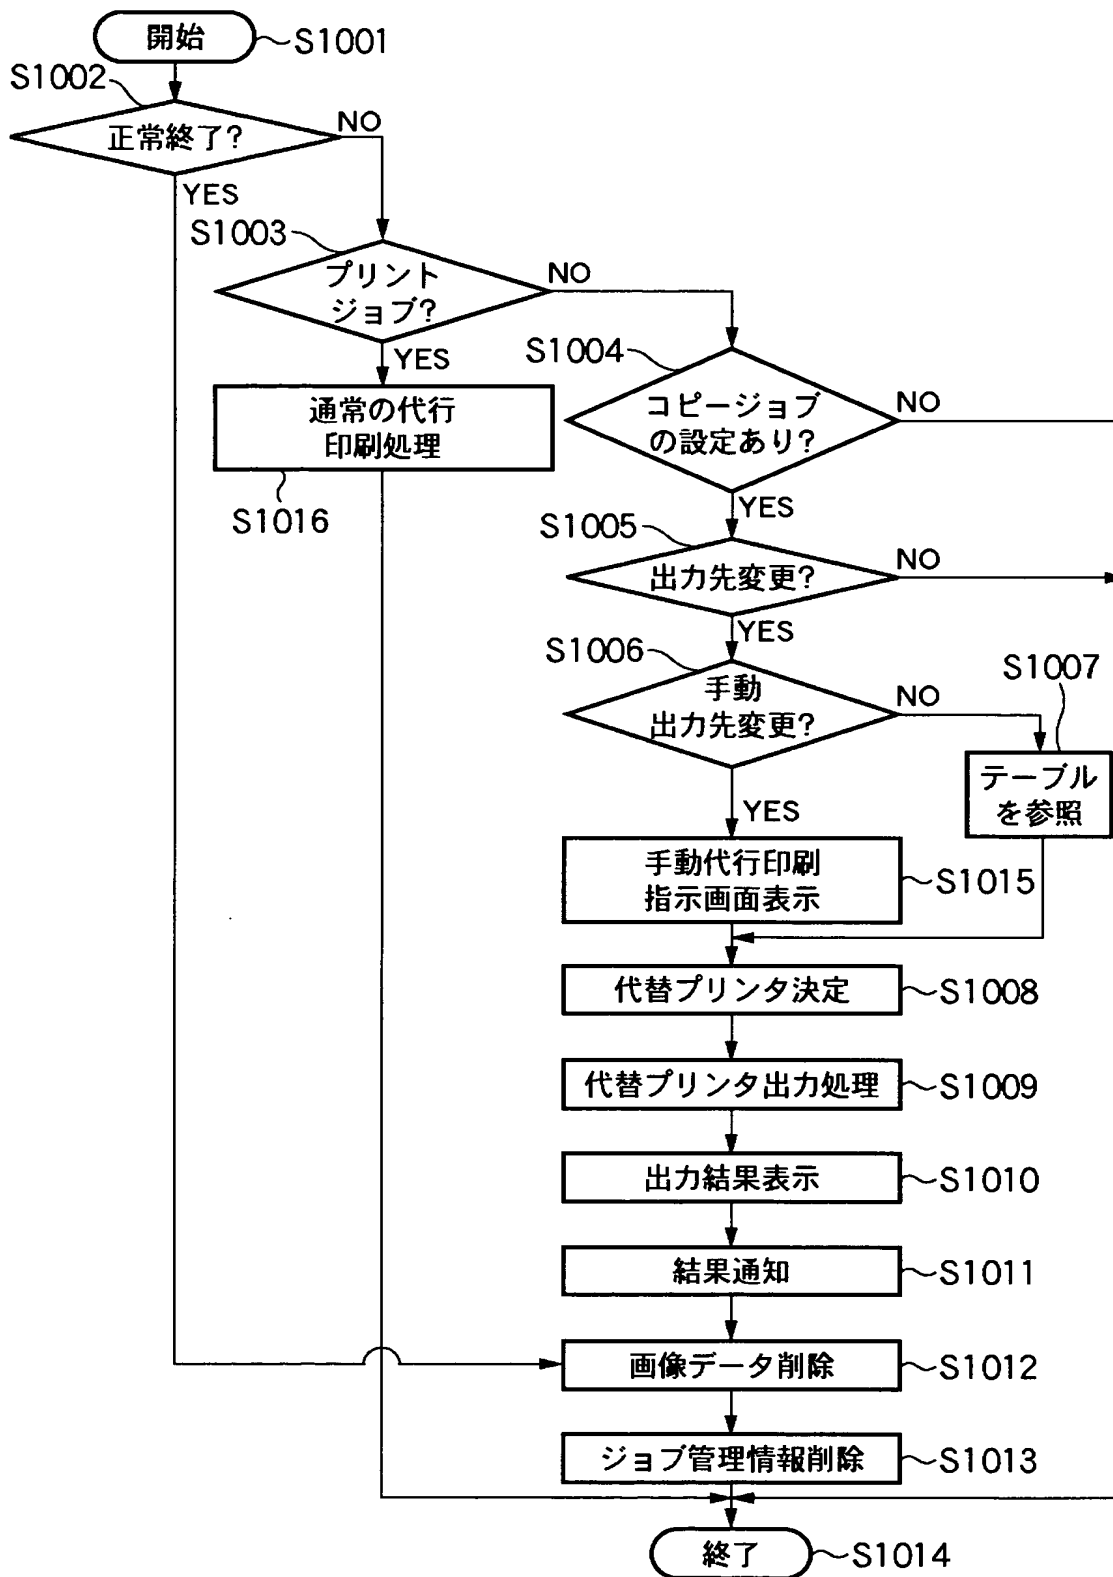 開始
S1001
S1002
正常終了?
NO
YES
S1003
プリント
ジョブ?
NO
YES
S1004
コピージョブ
の設定あり?
NO
通常の代行
印刷処理
S1016
YES
S1005
出力先変更?
NO
YES
S1006
手動
出力先変更?
NO
S1007
テーブル
を参照
YES
手動代行印刷
指示画面表示
S1015
代替プリンタ決定
S1008
代替プリンタ出力処理
S1009
出力結果表示
S1010
結果通知
S1011
画像データ削除
S1012
ジョブ管理情報削除
S1013
終了
S1014